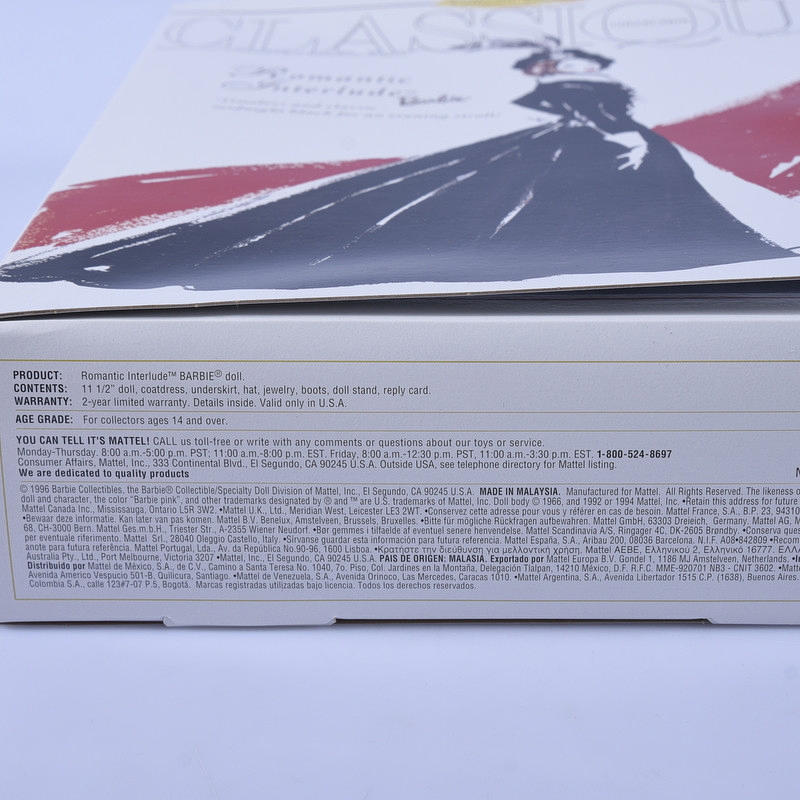 CLASSIQU
Romantic
Interlude
Barbie
PRODUCT: Romantic Interlude™ BARBIE® doll.
CONTENTS: 11 1/2" doll, coatdress, underskirt, hat, jewelry, boots, doll stand, reply card.
WARRANTY: 2-year limited warranty. Details inside. Valid only in U.S.A.
AGE GRADE: For collectors ages 14 and over.
YOU CAN TELL IT'S MATTEL! CALL us toll-free or write with any comments or questions about our toys or service.
Monday-Thursday. 8:00 a.m.-5:00 p.m. PST; 11:00 a.m.-8:00 p.m. EST. Friday, 8:00 a.m.-12:30 p.m. PST, 11:00 a.m.-3:30 p.m. EST. 1-800-524-8697
Consumer Affairs, Mattel, Inc., 333 Continental Blvd., El Segundo, CA 90245 U.S.A. Outside USA, see telephone directory for Mattel listing.
We are dedicated to quality products
© 1996 Barbie Collectibles, the Barbie® Collectible/Specialty Doll Division of Mattel, Inc., El Segundo, CA 90245 U.S.A. MADE IN MALAYSIA. Manufactured for Mattel. All Rights Reserved. The likeness o
doll and character, the color "Barbie pink", and other trademarks designated by ® and ™ are U.S. trademarks of Mattel, Inc. Doll body © 1966, and 1992 or 1994 Mattel, Inc. •Retain this address for future
Mattel Canada Inc., Mississauga, Ontario L5R 3W2. •Mattel U.K., Ltd., Meridian West, Leicester LE3 2WT. •Conservez cette adresse pour vous y référer en cas de besoin. Mattel France, S.A., B.P. 23, 94310
•Bewaar deze informatie. Kan later van pas komen. Mattel B.V. Benelux, Amstelveen, Brussels, Bruxelles. •Bitte für mögliche Rückfragen aufbewahren. Mattel GmbH, 63303 Dreieich, Germany. Mattel AG, M
68, CH-3000 Bern. Mattel Ges.m.b.H., Triester Str., A-2355 Wiener Neudorf. •Bør gemmes i tilfælde af eventuel senere henvendelse. Mattel Scandinavia A/S, Ringager 4C, DK-2605 Brøndby. •Conserva ques
per eventuale riferimento. Mattel Srl., 28040 Oleggio Castello, Italy. •Sírvanse guardar esta información para futura referencia. Mattel España, S.A., Aribau 200, 08036 Barcelona. N.I.F. A08•842809 •Recom
anote para futura referência. Mattel Portugal, Lda., Av. da Republica No.90-96, 1600 Lisboa. •Κρατήστε την διεύθυνση για μελλοντική χρήση. Mattel AEBE, Ελληνικού 2, Ελληνικό 16777. ΕΛΛ
Australia Pty., Ltd., Port Melbourne, Victoria 3207 •Mattel, Inc., El Segundo, CA 90245 U.S.A. PAIS DE ORIGEN: MALASIA. Exportado por Mattel Europa B.V. Gondel 1, 1186 MJ Amstelveen, Netherlands.
Distribuido por Mattel de México, S.A., de C.V., Camino a Santa Teresa No. 1040, 7o. Piso, Col. Jardines en la Montaña, Delegación Tlalpan, 14210 México, D.F. R.F.C. MME-920701 NB3 - CNIT 3602. •Matt
Avenida Americo Vespucio 501-B, Quilicura, Santiago. •Mattel de Venezuela, S.A., Avenida Orinoco, Las Mercedes, Caracas 1010. •Mattel Argentina, S.A., Avenida Libertador 1515 C.P. (1638), Buenos Aires.
Colombia S.A., calle 123#7-07 P.5, Bogotá. Marcas registradas utilizadas bajo licencia. Todos los derechos reservados.